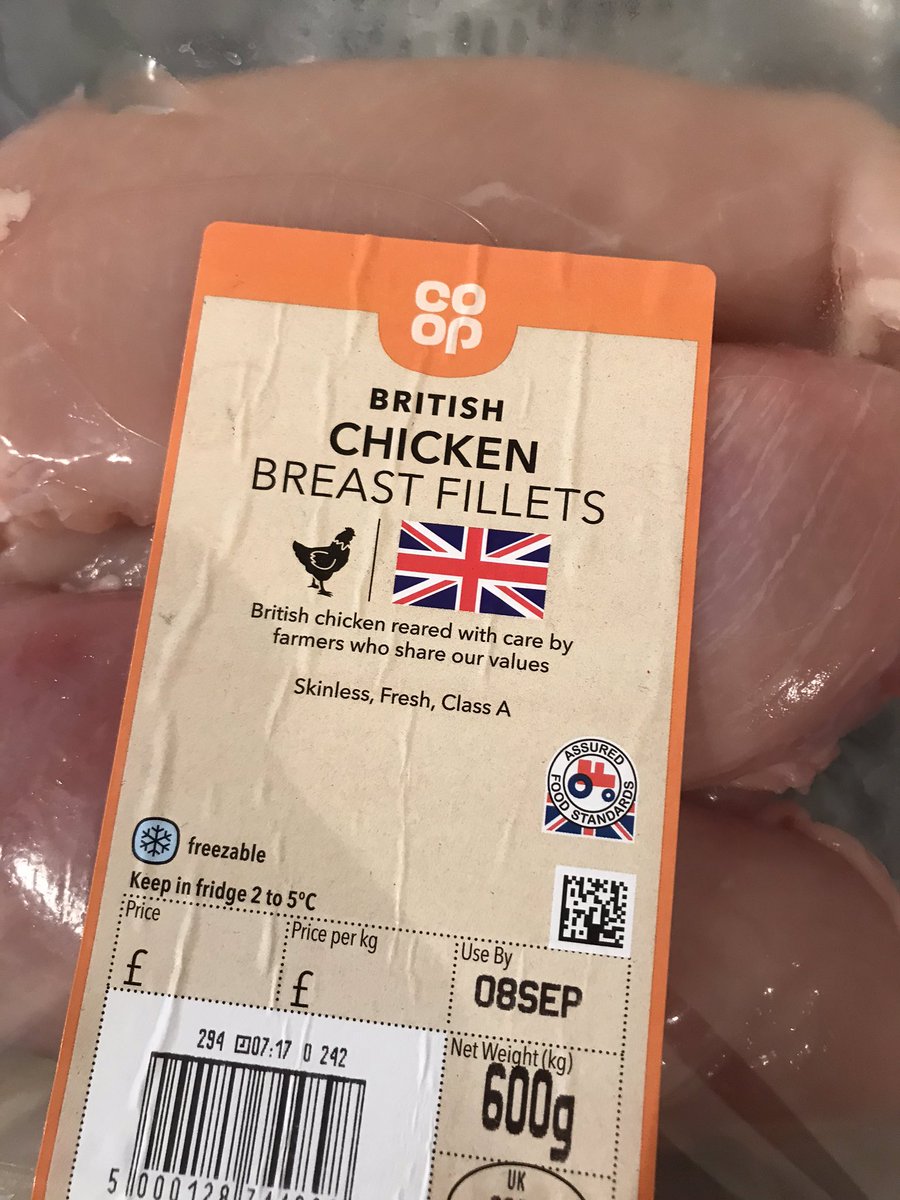 CO
OP
BRITISH
CHICKEN
BREAST FILLETS
British chicken reared with care by
farmers who share our values
Skinless, Fresh, Class A
ASSURED
FOOD STANDARDS
freezable
Keep in fridge 2 to 5°C
Price
£
Price per kg
£
Use By
08SEP
294 07:17 0 242
Net Weight (kg)
600g
5 000128
UK